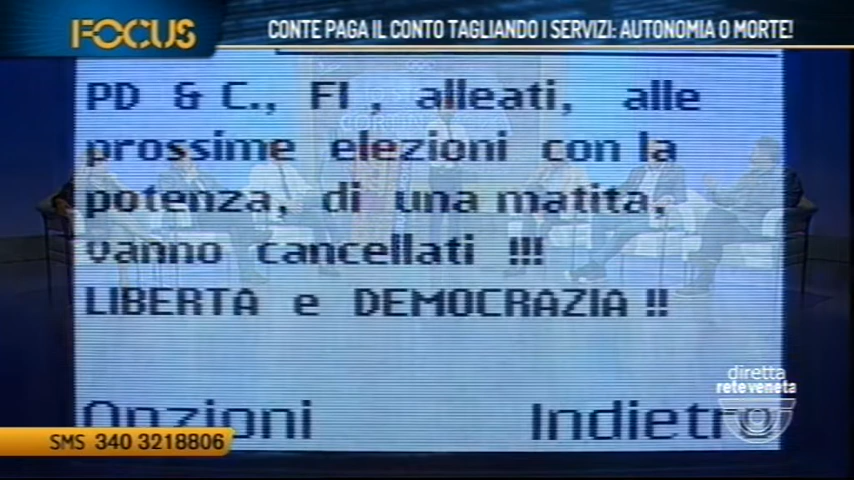 FOCUS
CONTE PAGA IL CONTO TAGLIANDO I SERVIZI: AUTONOMIA O MORTE!
PD & C., FI, alleati, alle
prossime elezioni con la
potenza, di una matita,
vanno cancellati !!!
LIBERTA e DEMOCRAZIA !!
Opzioni Indietro
diretta
reteveneta
SMS 340 3218806